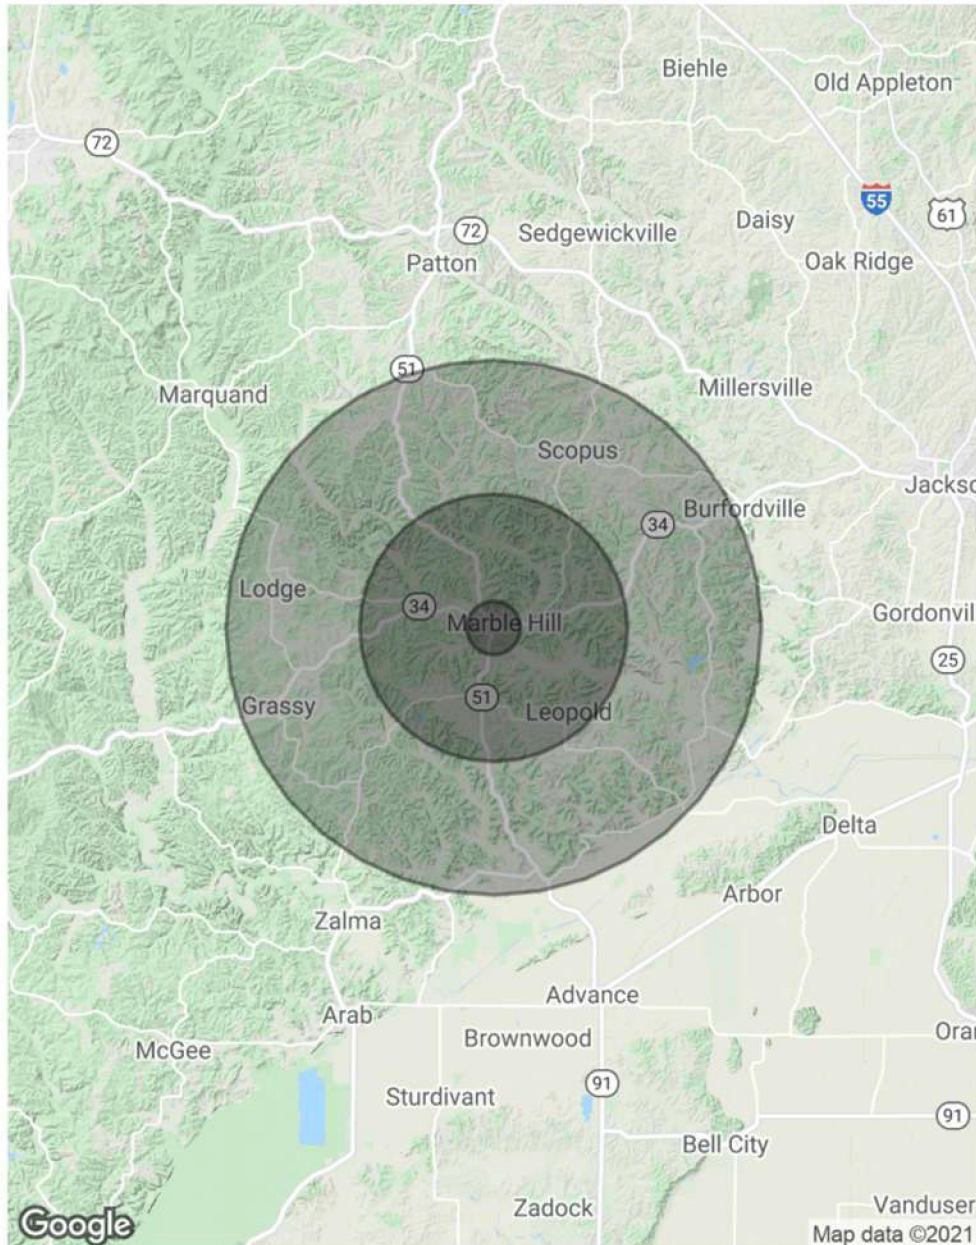 Biehle
Old Appleton
72
55
61
72
Sedgewickville
Daisy
Patton
Oak Ridge
51
Marquand
Millersville
Scopus
Jackso
Burfordville
34
Lodge
34
Marble Hill
Gordonvil
25
51
Grassy
Leopold
Delta
Arbor
Zalma
Advance
Arab
Brownwood
Oran
McGee
91
Sturdivant
91
Bell City
Zadock
Vanduser
Google
Map data ©2021